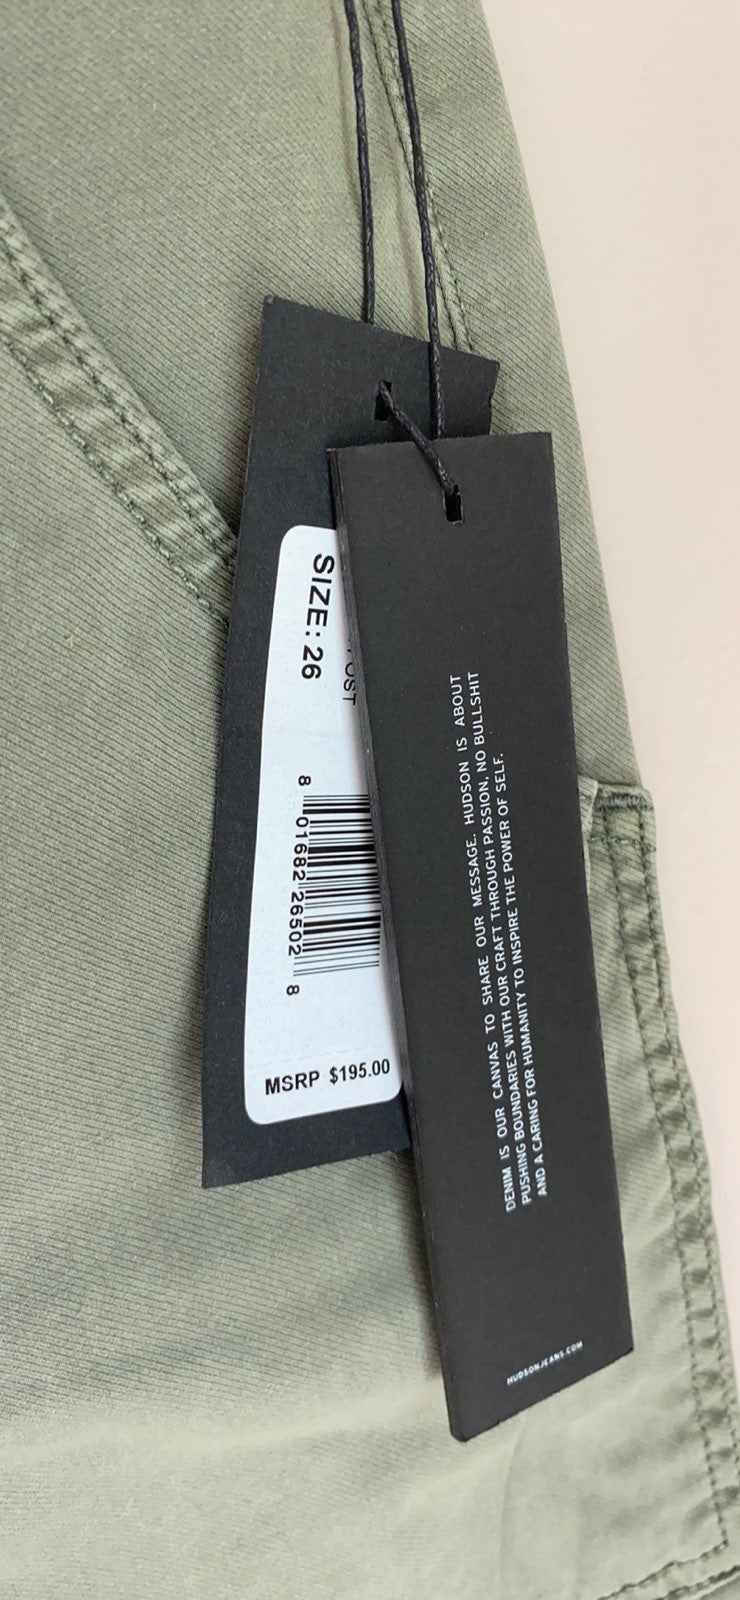 SIZE: 26
8 01682 26502 8
MSRP $195.00
DENIM IS OUR CANVAS TO SHARE OUR MESSAGE. HUDSON IS ABOUT
PUSHING BOUNDARIES WITH OUR CRAFT THROUGH PASSION, NO BULLSHIT
AND A CARING FOR HUMANITY TO INSPIRE THE POWER OF SELF.
HUDSONJEANS.COM